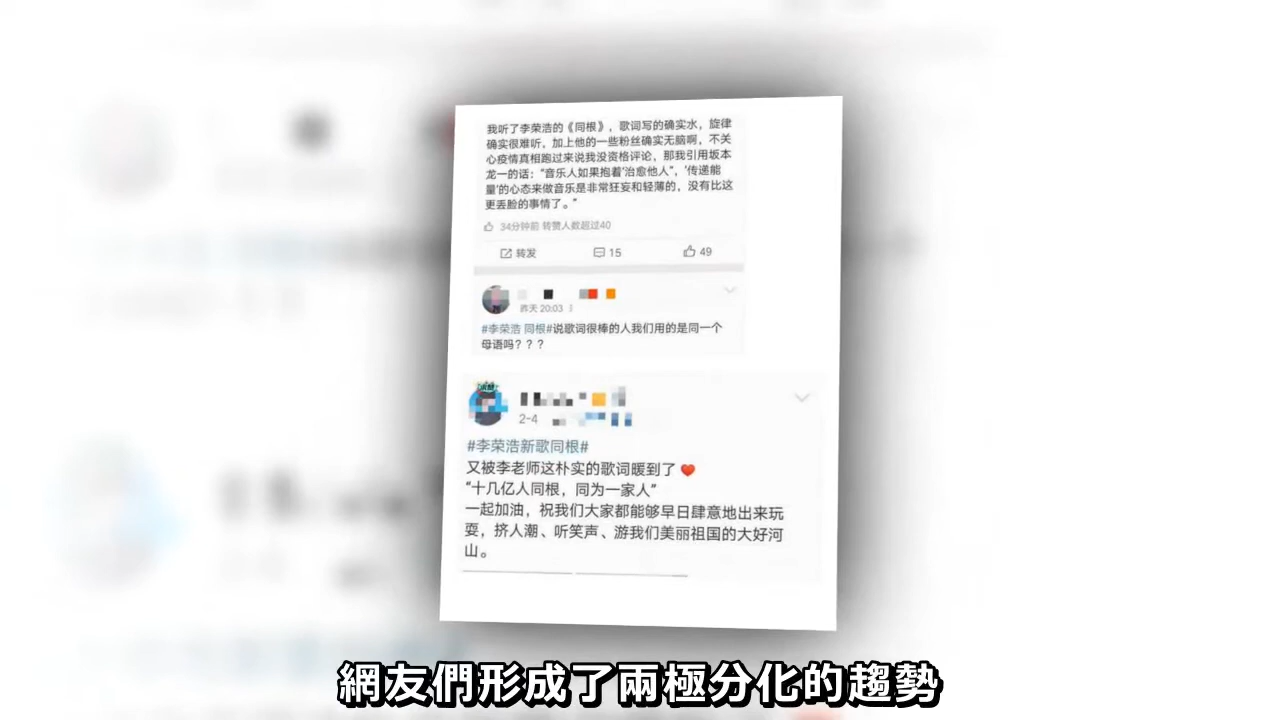 我听了李荣浩的《同根》，歌词写的确实水，旋律
确实很难听，加上他的一些粉丝确实无脑啊，不关
心疫情真相跑过来说我没资格评论，那我引用坂本
龙一的话：“音乐人如果抱着‘治愈他人”，‘传递能
量’的心态来做音乐是非常狂妄和轻薄的，没有比这
更丢脸的事情了。”
34分钟前 转赞人数超过40
转发 15 49
昨天 20:03
#李荣浩 同根#说歌词很棒的人我们用的是同一个
母语吗？？？
2-4
#李荣浩新歌同根#
又被李老师这朴实的歌词暖到了
“十几亿人同根，同为一家人”
一起加油，祝我们大家都能够早日肆意地出来玩
耍，挤人潮、听笑声、游我们美丽祖国的大好河
山。
網友們形成了兩極分化的趨勢